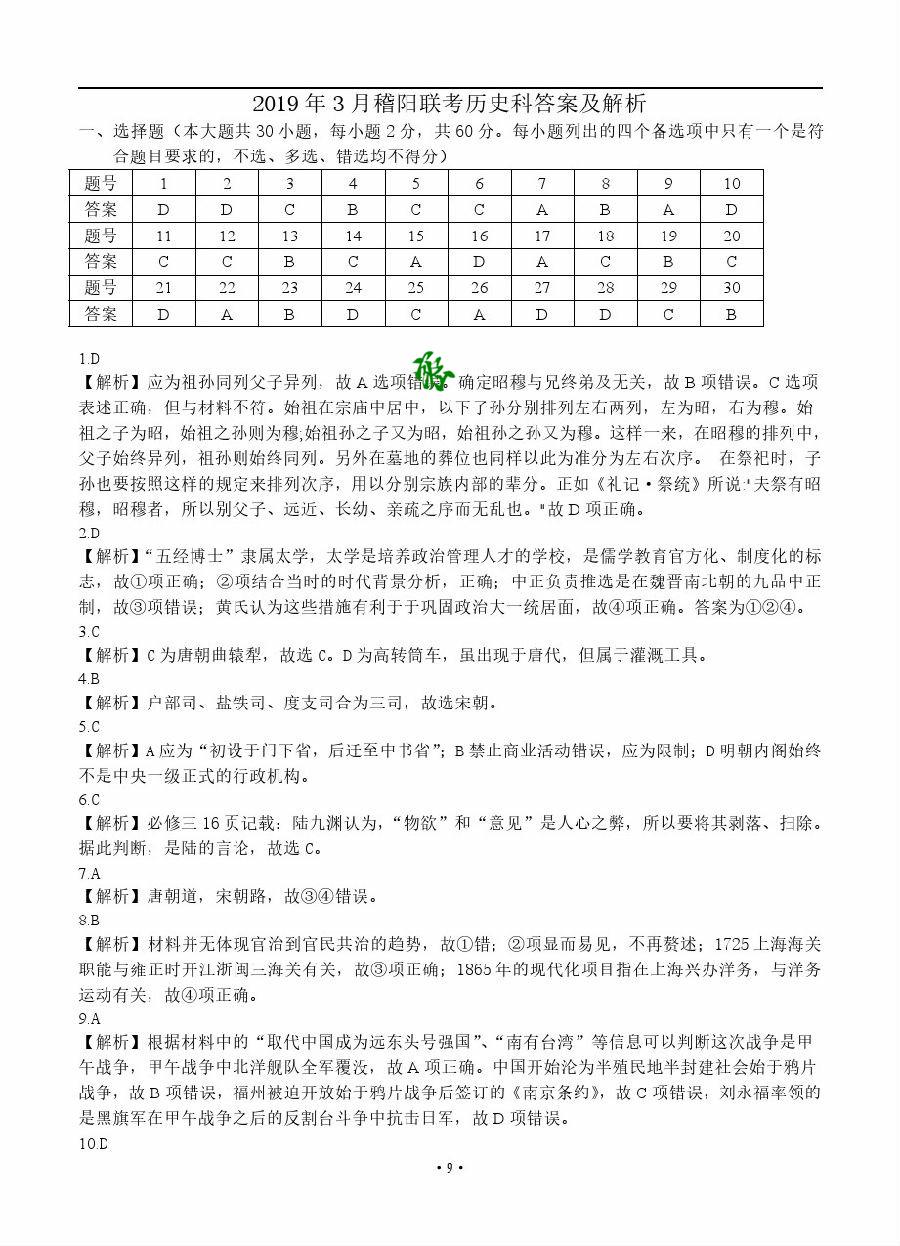 2019 年 3 月稽阳联考历史科答案及解析
一、选择题（本大题共 30 小题，每小题 2 分，共 60 分。每小题列出的四个备选项中只有一个是符
合题目要求的，不选、多选、错选均不得分）
题号 1 2 3 4 5 6 7 8 9 10
答案 D D C B C C A B A D
题号 11 12 13 14 15 16 17 18 19 20
答案 C C B C A D A C B C
题号 21 22 23 24 25 26 27 28 29 30
答案 D A B D C A D D C B
1.D
【解析】应为祖孙同列父子异列，故 A 选项错误。确定昭穆与兄终弟及无关，故 B 项错误。C 选项
表述正确，但与材料不符。始祖在宗庙中居中，以下子孙分别排列左右两列，左为昭，右为穆。始
祖之子为昭，始祖之孙则为穆;始祖孙之子又为昭，始祖孙之孙又为穆。这样一来，在昭穆的排列中，
父子始终异列，祖孙则始终同列。另外在墓地的葬位也同样以此为准分为左右次序。 在祭祀时，子
孙也要按照这样的规定来排列次序，用以分别宗族内部的辈分。正如《礼记·祭统》所说:"夫祭有昭
穆，昭穆者，所以别父子、远近、长幼、亲疏之序而无乱也。"故 D 项正确。
2.D
【解析】“五经博士”隶属太学，太学是培养政治管理人才的学校，是儒学教育官方化、制度化的标
志，故①项正确；②项结合当时的时代背景分析，正确；中正负责推选是在魏晋南北朝的九品中正
制，故③项错误；黄氏认为这些措施有利于于巩固政治大一统居面，故④项正确。答案为①②④。
3.C
【解析】C 为唐朝曲辕犁，故选 C。D 为高转筒车，虽出现于唐代，但属于灌溉工具。
4.B
【解析】户部司、盐铁司、度支司合为三司，故选宋朝。
5.C
【解析】A 应为“初设于门下省，后迁至中书省”；B 禁止商业活动错误，应为限制；D 明朝内阁始终
不是中央一级正式的行政机构。
6.C
【解析】必修三 16 页记载：陆九渊认为，“物欲”和“意见”是人心之弊，所以要将其剥落、扫除。
据此判断，是陆的言论，故选 C。
7.A
【解析】唐朝道，宋朝路，故③④错误。
8.B
【解析】材料并无体现官治到官民共治的趋势，故①错；②项显而易见，不再赘述；1725 上海海关
职能与雍正时开江浙闽三海关有关，故③项正确；1865 年的现代化项目指在上海兴办洋务，与洋务
运动有关，故④项正确。
9.A
【解析】根据材料中的“取代中国成为远东头号强国”、“南有台湾”等信息可以判断这次战争是甲
午战争，甲午战争中北洋舰队全军覆没，故 A 项正确。中国开始沦为半殖民地半封建社会始于鸦片
战争，故 B 项错误，福州被迫开放始于鸦片战争后签订的《南京条约》，故 C 项错误，刘永福率领的
是黑旗军在甲午战争之后的反割台斗争中抗击日军，故 D 项错误。
10.D
·9·